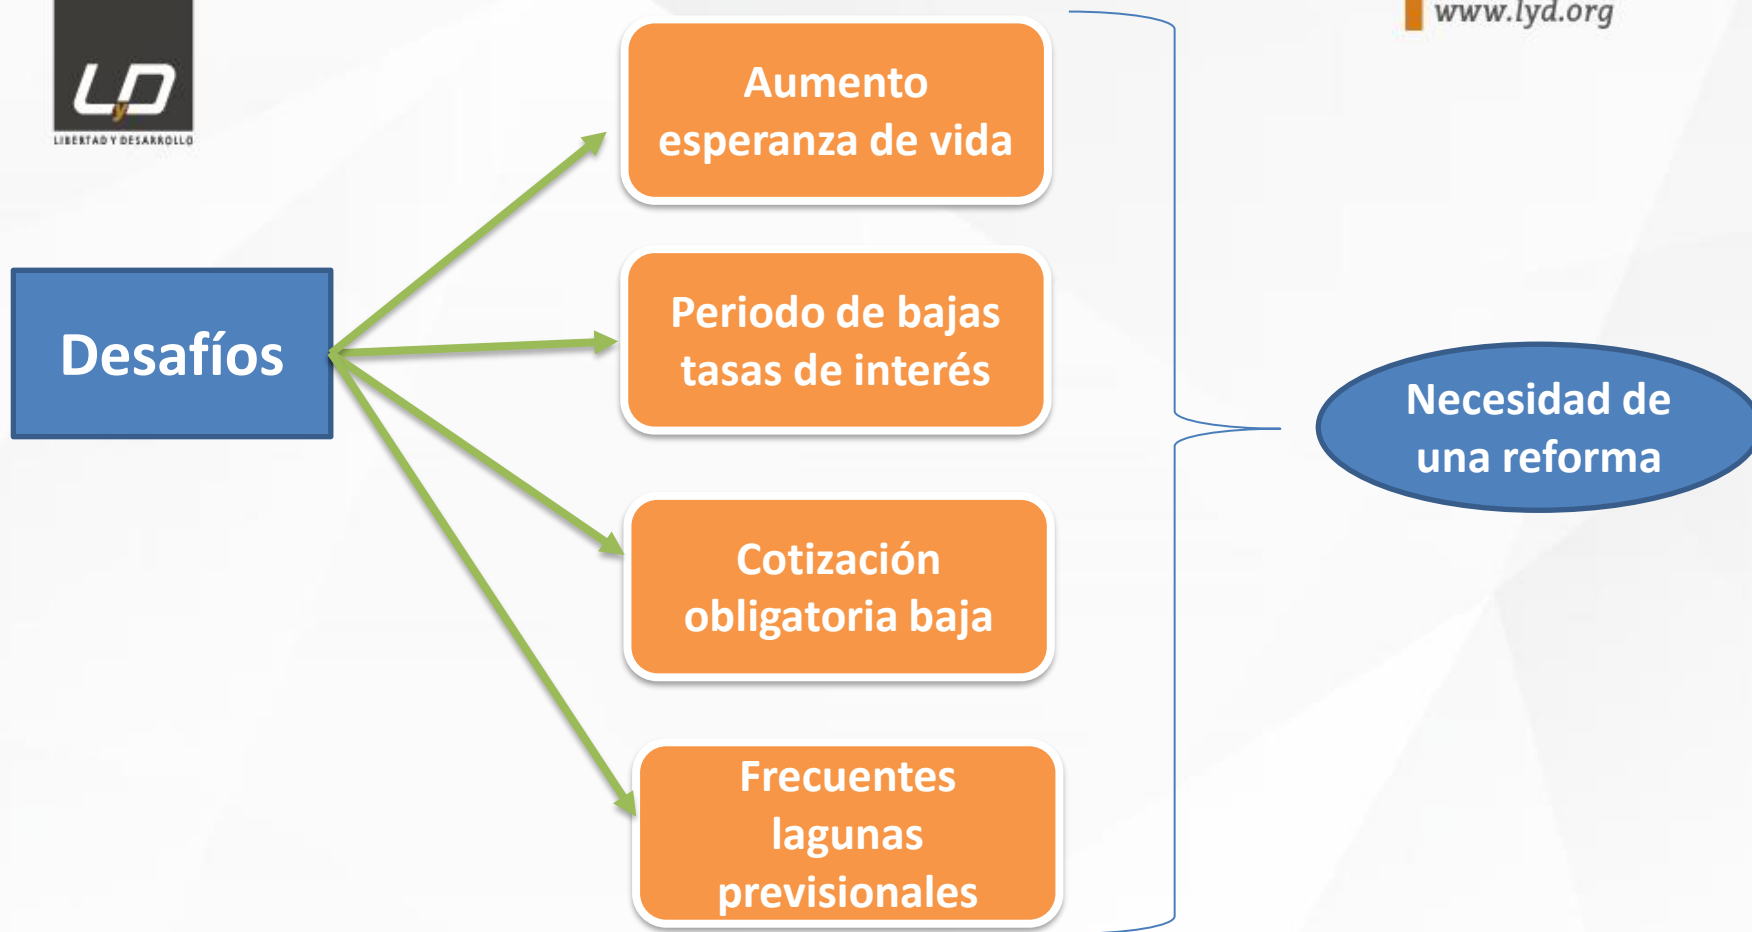 LyD
LIBERTAD Y DESARROLLO
www.lyd.org
Desafíos
Aumento
esperanza de vida
Periodo de bajas
tasas de interés
Cotización
obligatoria baja
Frecuentes
lagunas
previsionales
Necesidad de
una reforma